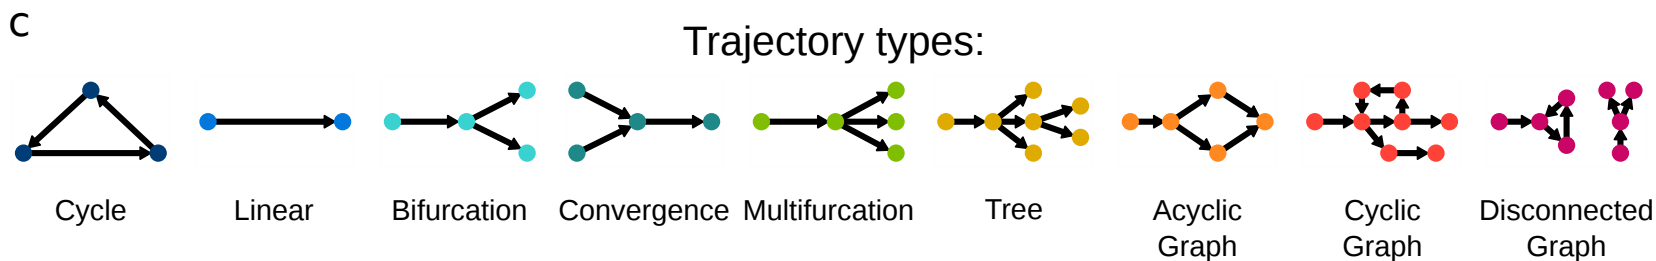 c
Trajectory types:
Cycle
Linear
Bifurcation
Convergence
Multifurcation
Tree
Acyclic
Graph
Cyclic
Graph
Disconnected
Graph